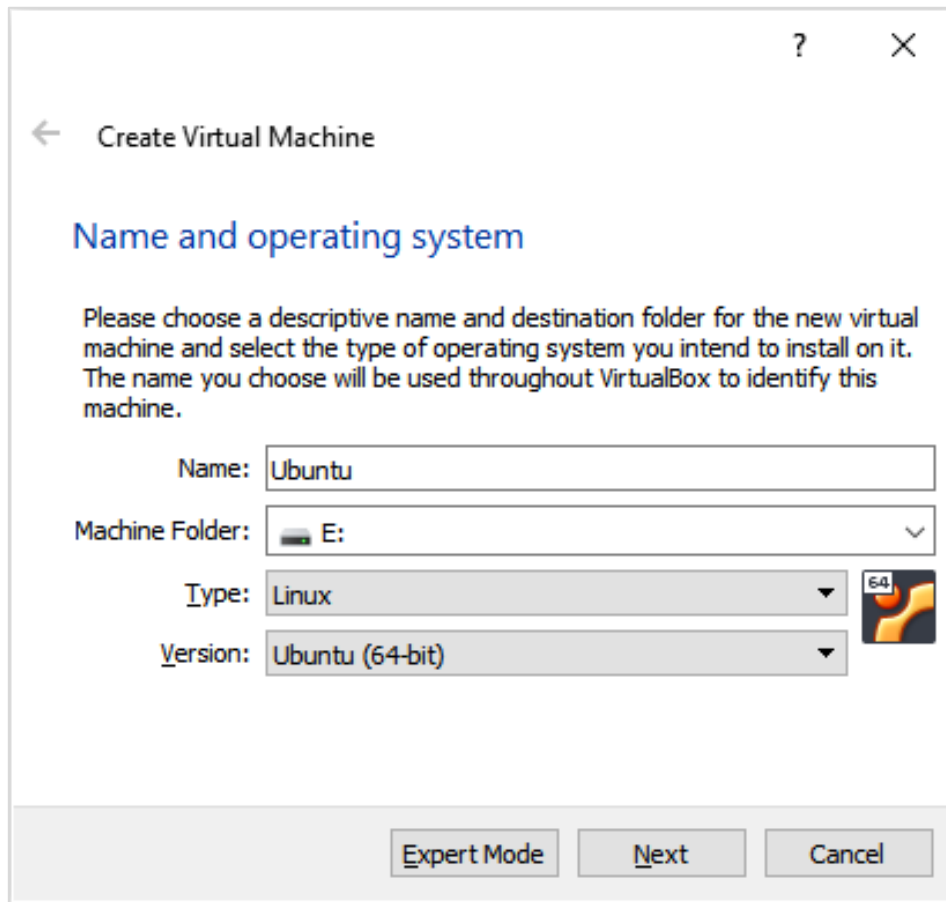 ?
Create Virtual Machine
Name and operating system
Please choose a descriptive name and destination folder for the new virtual
machine and select the type of operating system you intend to install on it.
The name you choose will be used throughout VirtualBox to identify this
machine.
Name: Ubuntu
Machine Folder: E:
Type: Linux
64
Version: Ubuntu (64-bit)
Expert Mode Next Cancel